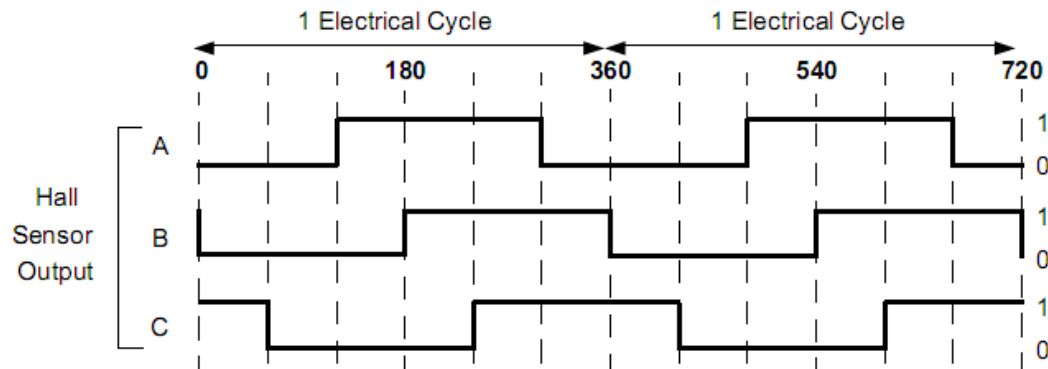 1 Electrical Cycle 1 Electrical Cycle
0 180 360 540 720
A 1
0
Hall
Sensor
Output
B 1
0
C 1
0